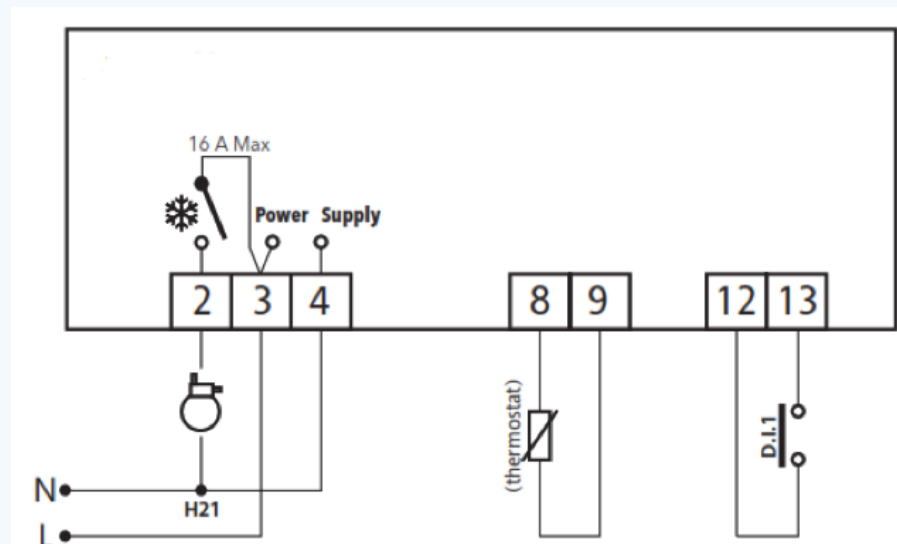 16 A Max
Power Supply
2 3 4 8 9 12 13
(thermostat)
D.I.1
N
H21
L